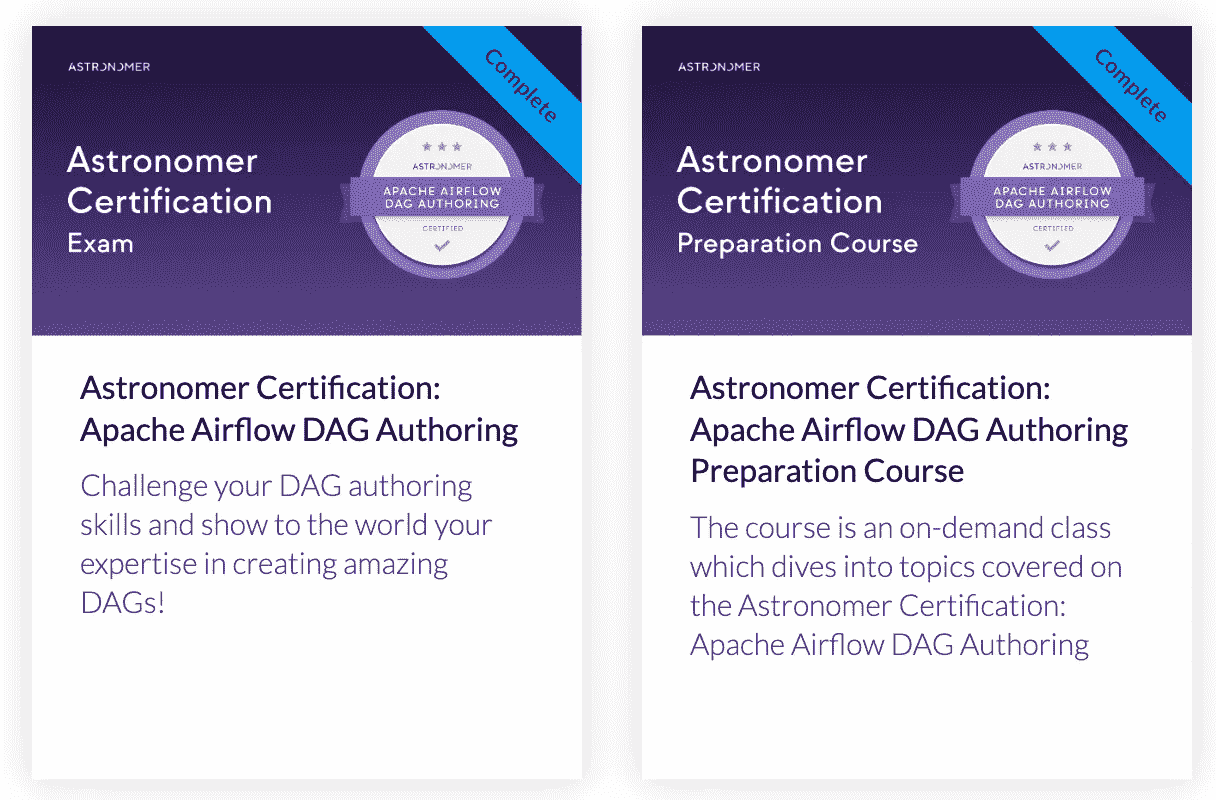 ASTRONOMER
Complete
Astronomer
Certification
Exam
ASTRONOMER
APACHE AIRFLOW
DAG AUTHORING
CERTIFIED
Astronomer Certification:
Apache Airflow DAG Authoring
Challenge your DAG authoring
skills and show to the world your
expertise in creating amazing
DAGs!
ASTRONOMER
Complete
Astronomer
Certification
Preparation Course
ASTRONOMER
APACHE AIRFLOW
DAG AUTHORING
CERTIFIED
Astronomer Certification:
Apache Airflow DAG Authoring
Preparation Course
The course is an on-demand class
which dives into topics covered on
the Astronomer Certification:
Apache Airflow DAG Authoring